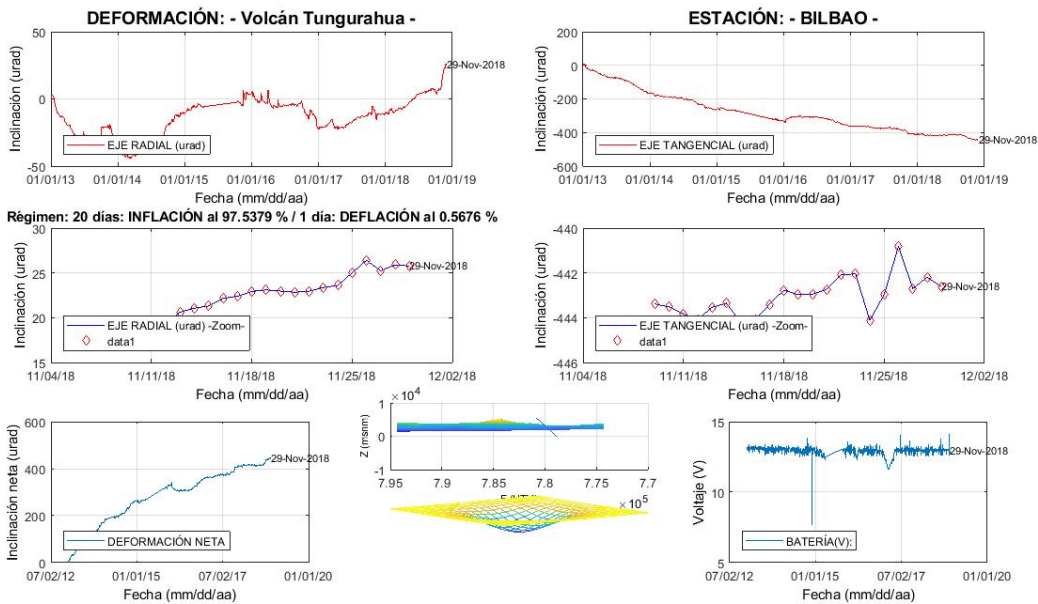 DEFORMACIÓN: - Volcán Tungurahua -
ESTACIÓN: - BILBAO -
50
0
-50
Inclinación (urad)
29-Nov-2018
EJE RADIAL (urad)
01/01/13 01/01/14 01/01/15 01/01/16 01/01/17 01/01/18 01/01/19
Fecha (mm/dd/aa)
200
0
-200
-400
-600
Inclinación (urad)
29-Nov-2018
EJE TANGENCIAL (urad)
01/01/13 01/01/14 01/01/15 01/01/16 01/01/17 01/01/18 01/01/19
Fecha (mm/dd/aa)
Régimen: 20 días: INFLACIÓN al 97.5379 % / 1 día: DEFLACIÓN al 0.5676 %
30
25
20
15
Inclinación (urad)
29-Nov-2018
EJE RADIAL (urad) -Zoom-
data1
11/04/18 11/11/18 11/18/18 11/25/18 12/02/18
Fecha (mm/dd/aa)
-440
-442
-444
-446
Inclinación (urad)
29-Nov-2018
EJE TANGENCIAL (urad) -Zoom-
data1
11/04/18 11/11/18 11/18/18 11/25/18 12/02/18
Fecha (mm/dd/aa)
600
400
200
0
Inclinación neta (urad)
29-Nov-2018
DEFORMACIÓN NETA
07/02/12 01/01/15 07/02/17 01/01/20
Fecha (mm/dd/aa)
× 10^4
1
0
-1
Z (msnm)
7.95 7.9 7.85 7.8 7.75 7.7
× 10^5
15
10
5
Voltaje (V)
29-Nov-2018
BATERÍA(V):
07/02/12 01/01/15 07/02/17 01/01/20
Fecha (mm/dd/aa)